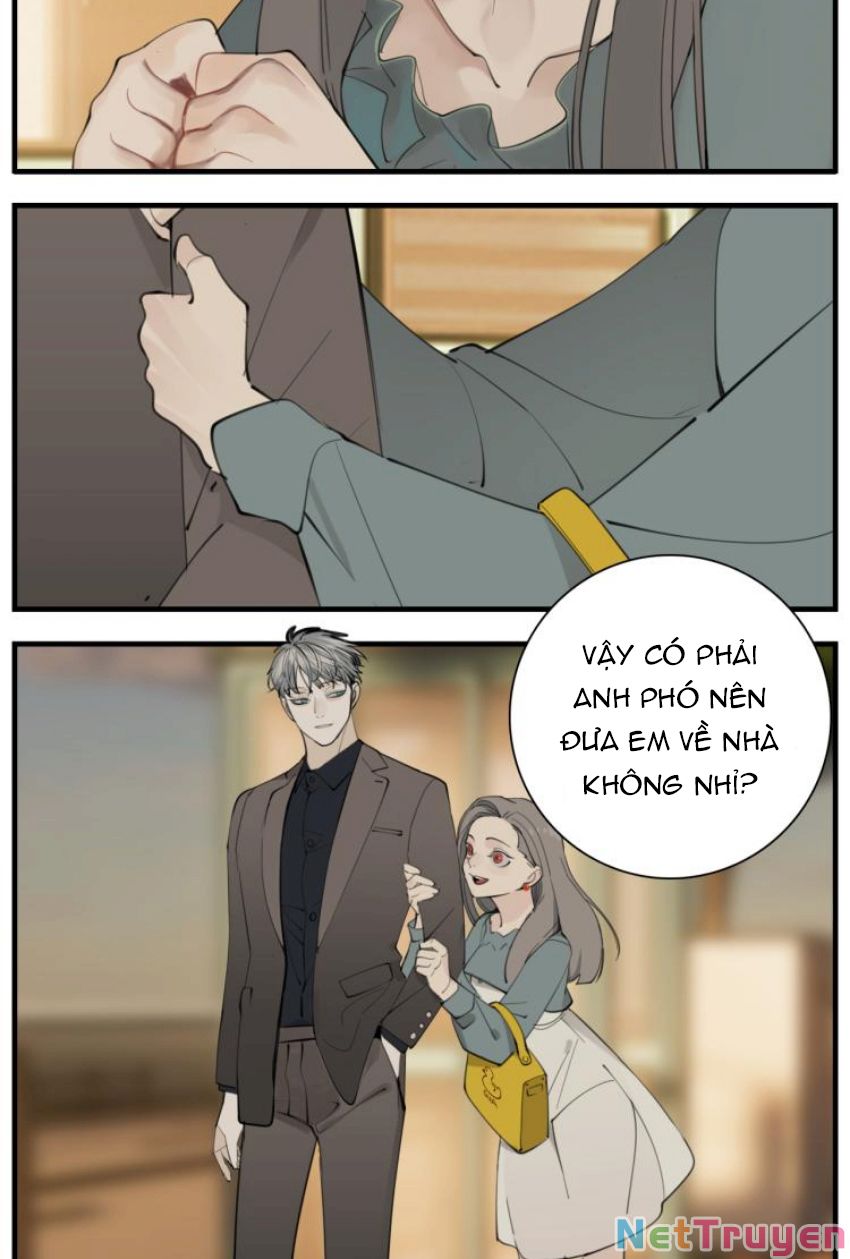 VẬY CÓ PHẢI
ANH PHÓ NÊN
ĐƯA EM VỀ NHÀ
KHÔNG NHỈ?
NETTRUYEN